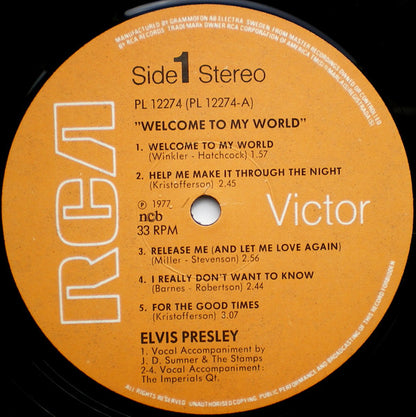 MANUFACTURED BY GRAMMOFON AB ELECTRA SWEDEN, FROM MASTER RECORDINGS OWNED OR CONTROLLED
BY RCA RECORDS TRADEMARK OWNER RCA CORPORATION OF AMERICA TMK(S)
Side 1 Stereo
PL 12274 (PL 12274-A)
"WELCOME TO MY WORLD"
1. WELCOME TO MY WORLD
(Winkler - Hatchcock) 1.57
2. HELP ME MAKE IT THROUGH THE NIGHT
(Kristofferson) 2.45
℗ 1977
ncb
33 RPM
RCA
Victor
3. RELEASE ME (AND LET ME LOVE AGAIN)
(Miller - Stevenson) 2:56
4. I REALLY DON'T WANT TO KNOW
(Barnes - Robertson) 2.44
5. FOR THE GOOD TIMES
(Kristofferson) 3.07
ELVIS PRESLEY
1. Vocal Accompaniment by
J. D. Sumner & The Stamps
2-4. Vocal Accompaniment:
The Imperials Qt.
ALL RIGHTS RESERVED. UNAUTHORISED COPYING, PUBLIC PERFORMANCE AND BROADCASTING OF THIS RECORD FORBIDDEN